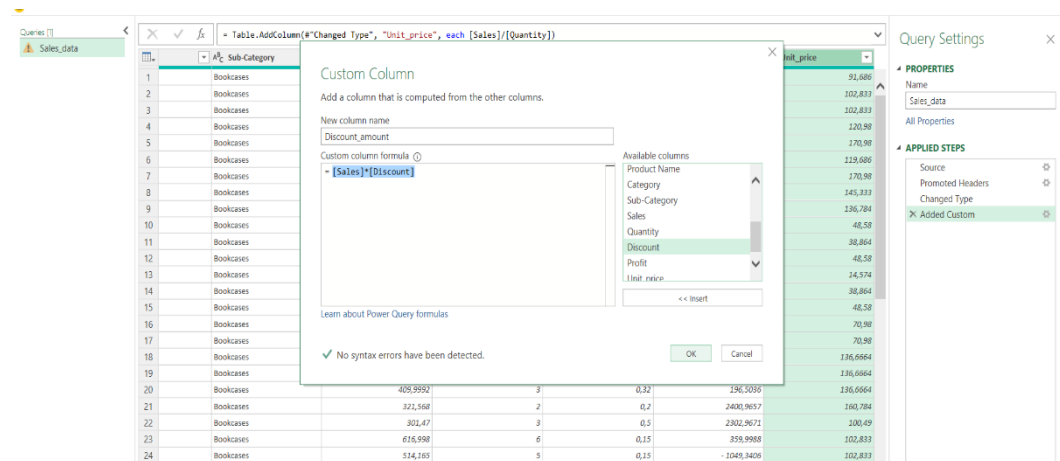 Queries [1]
Sales_data
fx = Table.AddColumn(#"Changed Type", "Unit_price", each [Sales]/[Quantity])
ABC Sub-Category
Unit_price
1 Bookcases 91,686
2 Bookcases 102,833
3 Bookcases 102,833
4 Bookcases 120,98
5 Bookcases 170,98
6 Bookcases 119,686
7 Bookcases 170,98
8 Bookcases 145,333
9 Bookcases 136,784
10 Bookcases 48,58
11 Bookcases 38,864
12 Bookcases 48,58
13 Bookcases 14,574
14 Bookcases 38,864
15 Bookcases 48,58
16 Bookcases 70,98
17 Bookcases 70,98
18 Bookcases 136,6664
19 Bookcases 136,6664
20 Bookcases 409,9992 3 0,32 196,5036 136,6664
21 Bookcases 321,568 2 0,2 2400,9657 160,784
22 Bookcases 301,47 3 0,5 2302,9671 100,49
23 Bookcases 616,998 6 0,15 359,9988 102,833
24 Bookcases 514,165 5 0,15 - 1049,3406 102,833
Custom Column
Add a column that is computed from the other columns.
New column name
Discount_amount
Custom column formula
= [Sales]*[Discount]
Available columns
Product Name
Category
Sub-Category
Sales
Quantity
Discount
Profit
Unit_price
<< Insert
Learn about Power Query formulas
No syntax errors have been detected.
OK
Cancel
Query Settings
PROPERTIES
Name
Sales_data
All Properties
APPLIED STEPS
Source
Promoted Headers
Changed Type
Added Custom